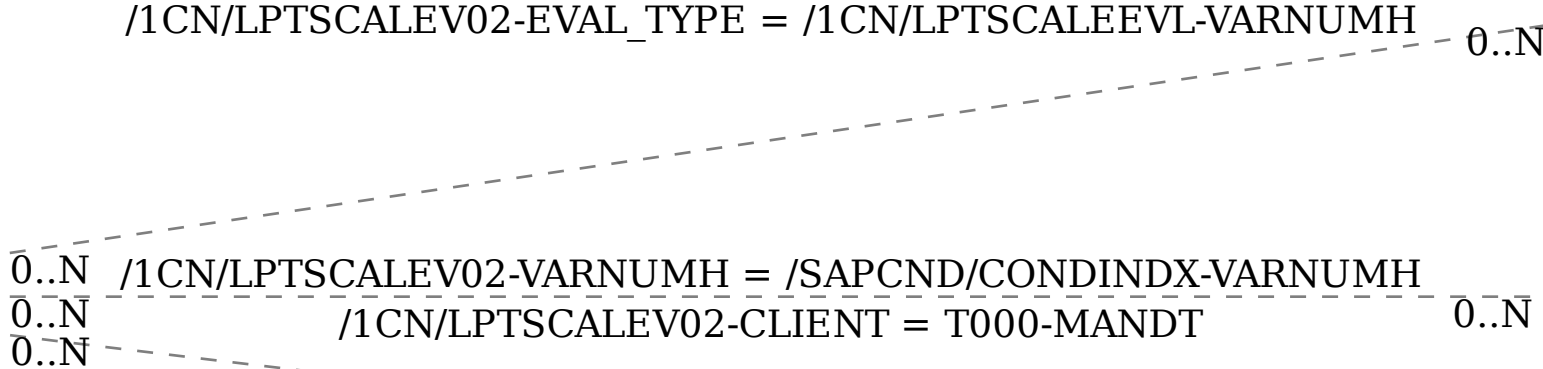 /1CN/LPTSCALEV02-EVAL_TYPE = /1CN/LPTSCALEEVL-VARNUMH
0..N
0..N /1CN/LPTSCALEV02-VARNUMH = /SAPCND/CONDINDX-VARNUMH
0..N /1CN/LPTSCALEV02-CLIENT = T000-MANDT 0..N
0..N